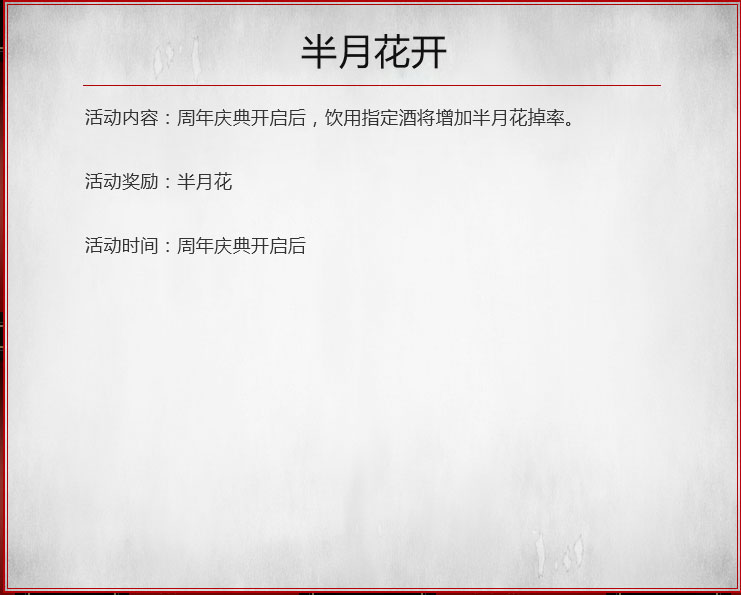 半月花开
活动内容：周年庆典开启后，饮用指定酒将增加半月花掉率。
活动奖励：半月花
活动时间：周年庆典开启后